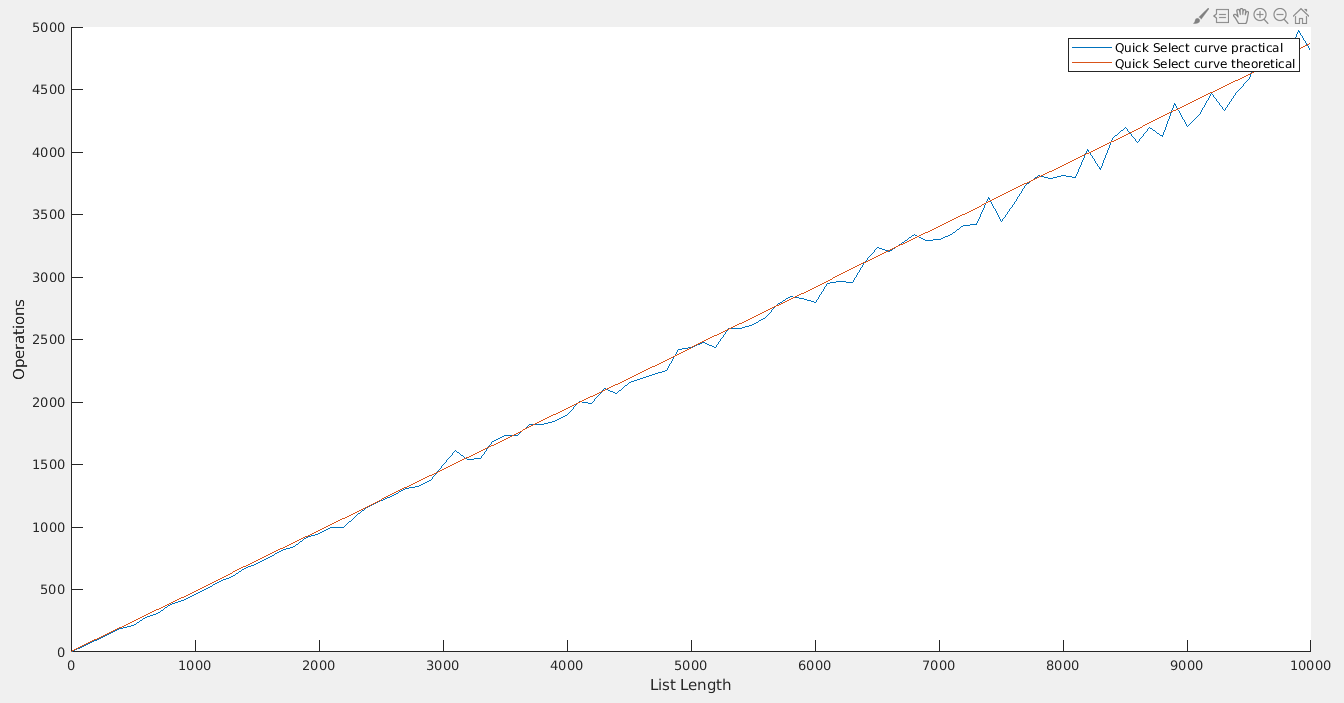 5000
4500
4000
3500
3000
2500
2000
1500
1000
500
0
Operations
Quick Select curve practical
Quick Select curve theoretical
0 1000 2000 3000 4000 5000 6000 7000 8000 9000 10000
List Length